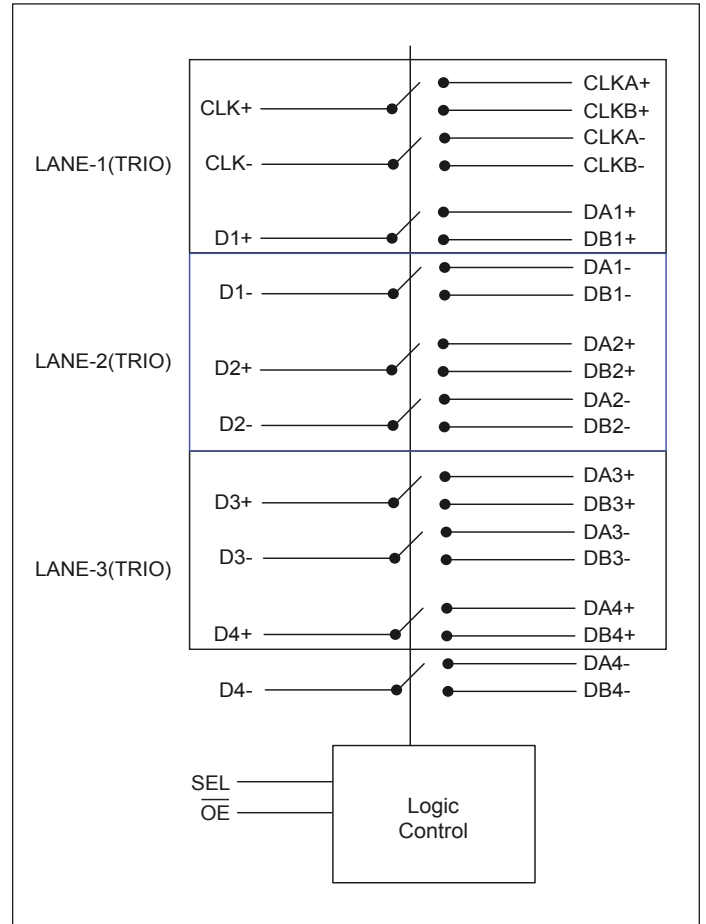 CLKA+
CLK+
CLKB+
CLKA-
LANE-1(TRIO)
CLK-
CLKB-
DA1+
D1+
DB1+
DA1-
D1-
DB1-
DA2+
LANE-2(TRIO)
D2+
DB2+
DA2-
D2-
DB2-
DA3+
D3+
DB3+
DA3-
D3-
DB3-
LANE-3(TRIO)
DA4+
D4+
DB4+
DA4-
D4-
DB4-
SEL
O̅E̅
Logic
Control